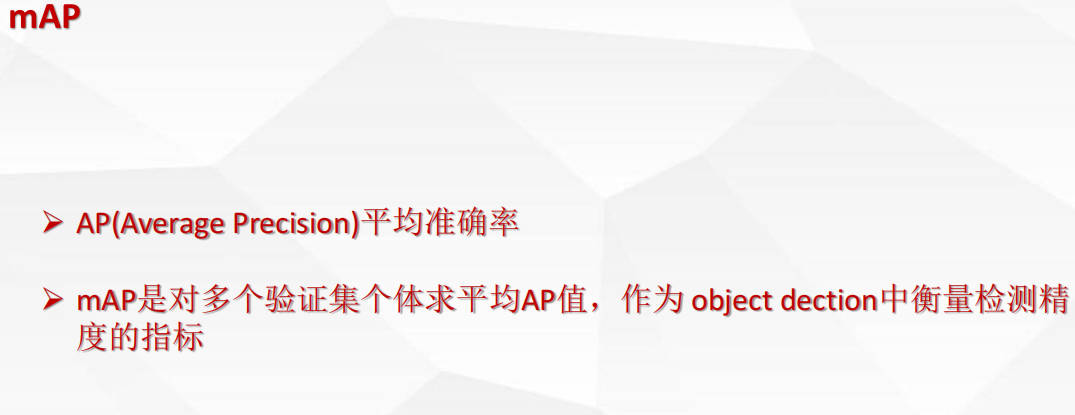 mAP
➢ AP(Average Precision)平均准确率
➢ mAP是对多个验证集个体求平均AP值，作为 object dection中衡量检测精
度的指标